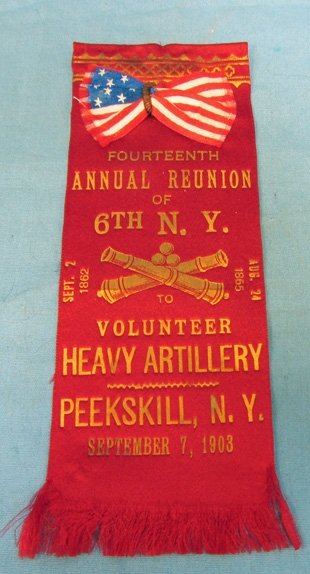 FOURTEENTH
ANNUAL REUNION
OF
6TH N. Y.
SEPT. 2
1862
TO
AUG. 24
1865
VOLUNTEER
HEAVY ARTILLERY
PEEKSKILL, N. Y.
SEPTEMBER 7, 1903